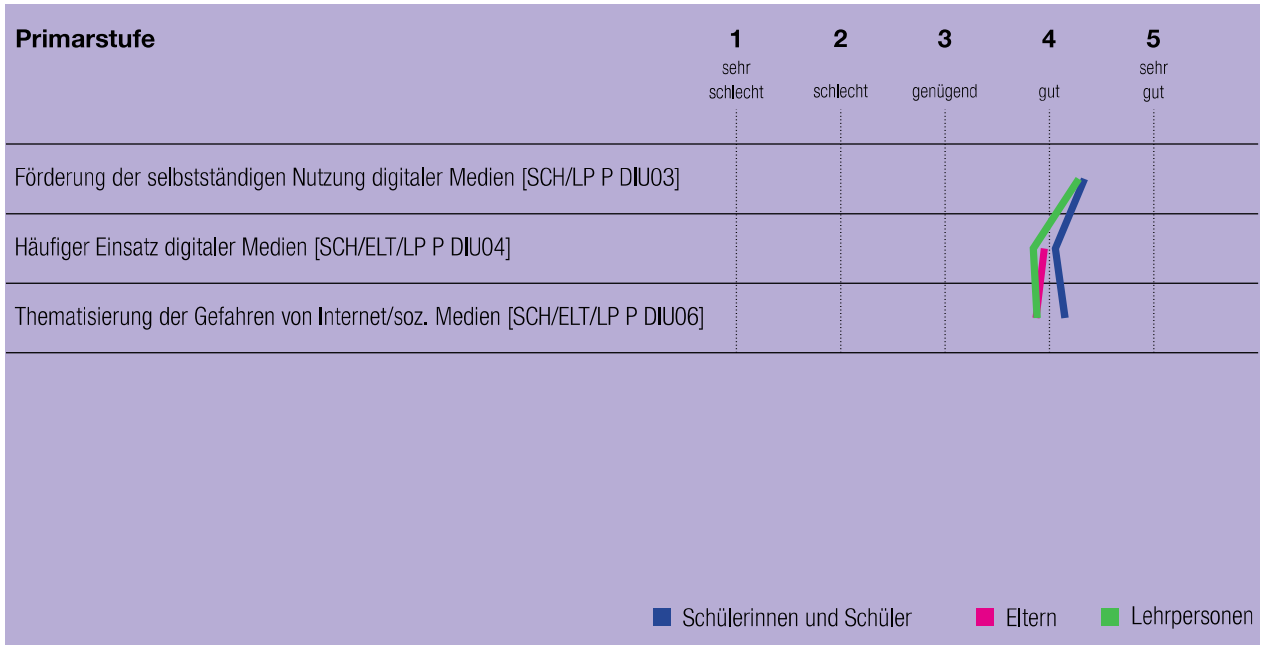 Primarstufe 1 2 3 4 5
sehr schlecht schlecht genügend gut sehr gut
Förderung der selbstständigen Nutzung digitaler Medien [SCH/LP P DIU03]
Häufiger Einsatz digitaler Medien [SCH/ELT/LP P DIU04]
Thematisierung der Gefahren von Internet/soz. Medien [SCH/ELT/LP P DIU06]
Schülerinnen und Schüler Eltern Lehrpersonen